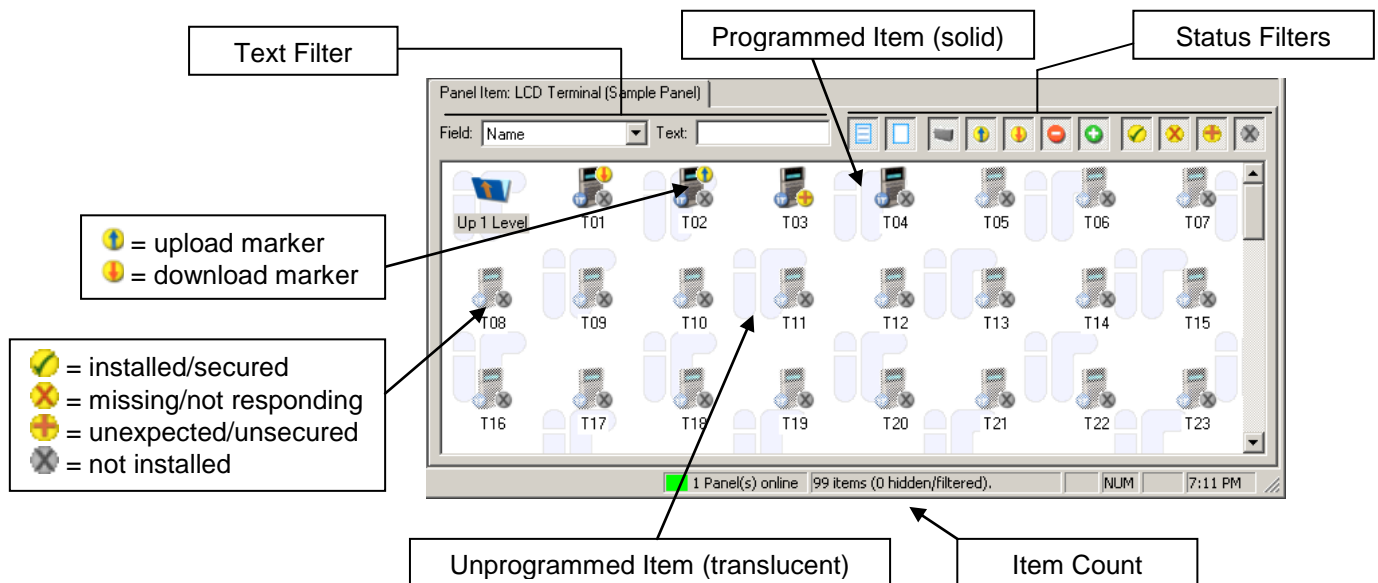 Text Filter
Programmed Item (solid)
Status Filters
Panel Item: LCD Terminal (Sample Panel)
Field: Name Text:
Up 1 Level T01 T02 T03 T04 T05 T06 T07
= upload marker
= download marker
T08 T09 T10 T11 T12 T13 T14 T15
= installed/secured
= missing/not responding
= unexpected/unsecured
= not installed
T16 T17 T18 T19 T20 T21 T22 T23
1 Panel(s) online 99 items (0 hidden/filtered). NUM 7:11 PM
Unprogrammed Item (translucent)
Item Count